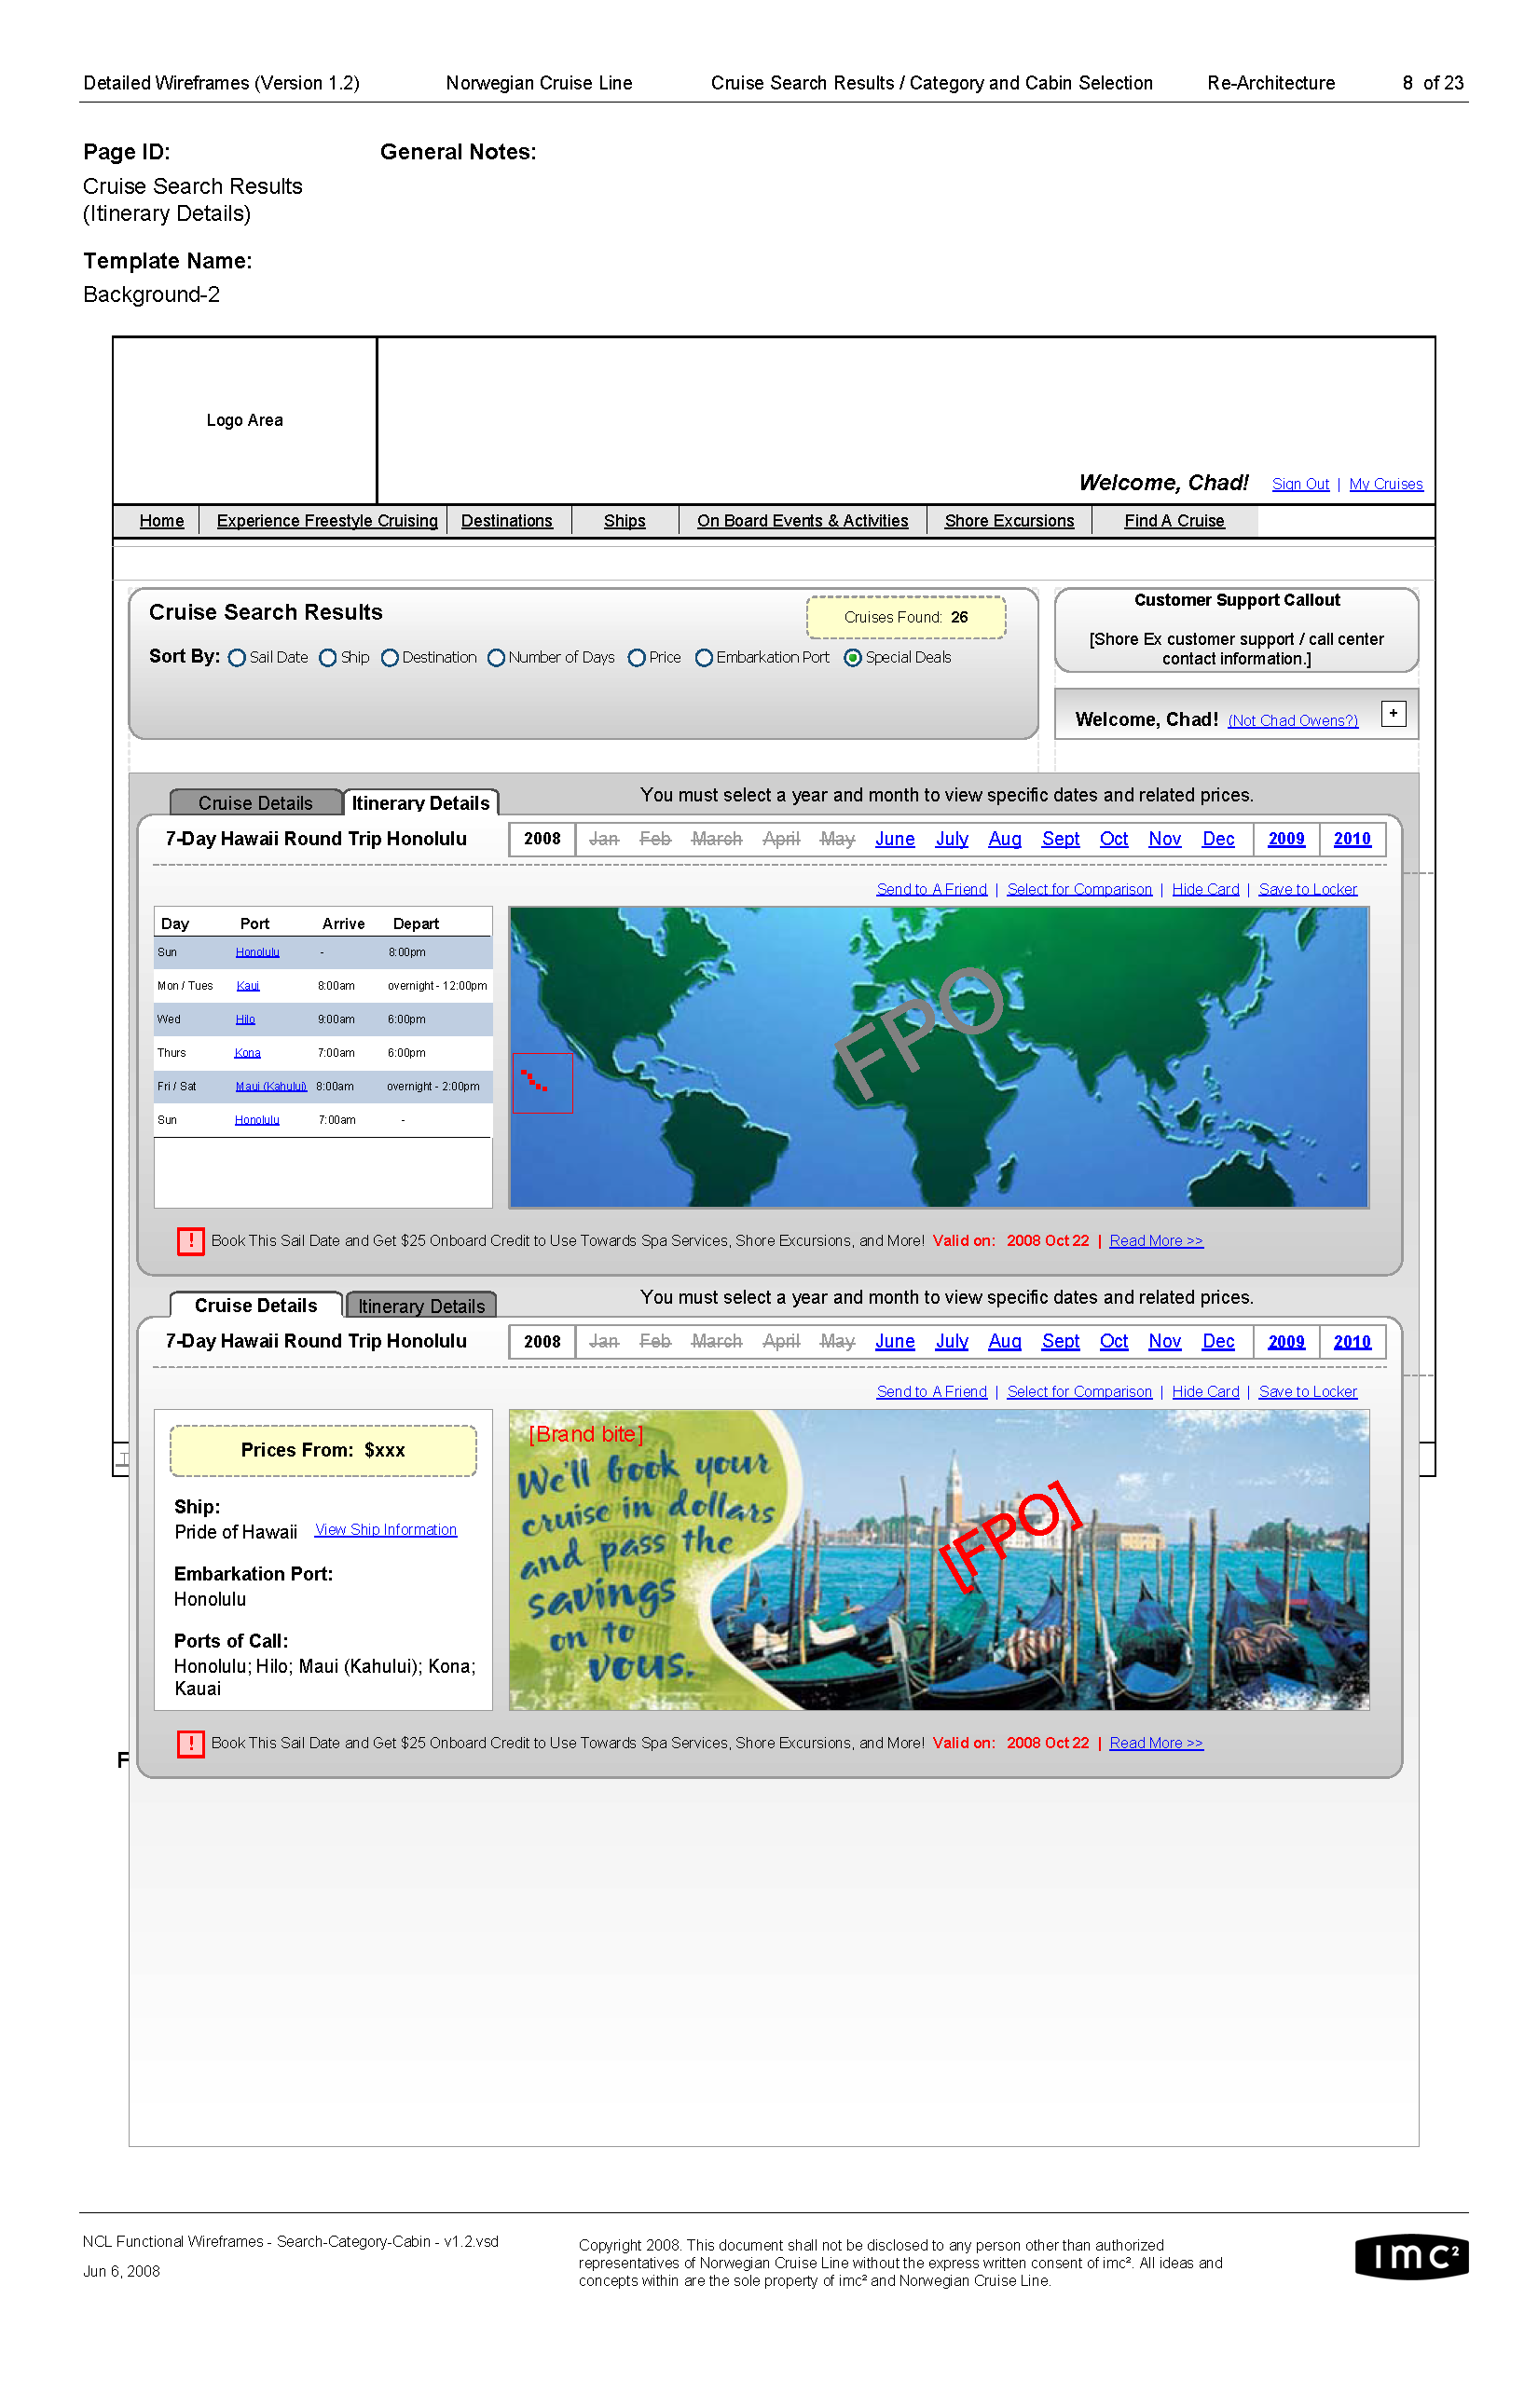 Detailed Wireframes (Version 1.2) Norwegian Cruise Line Cruise Search Results / Category and Cabin Selection Re-Architecture 8 of 23
Page ID: General Notes:
Cruise Search Results
(Itinerary Details)
Template Name:
Background-2
Logo Area
Welcome, Chad! Sign Out | My Cruises
Home Experience Freestyle Cruising Destinations Ships On Board Events & Activities Shore Excursions Find A Cruise
Cruise Search Results
Cruises Found: 26
Sort By: Sail Date Ship Destination Number of Days Price Embarkation Port Special Deals
Customer Support Callout
[Shore Ex customer support / call center
contact information.]
Welcome, Chad! (Not Chad Owens?) +
Cruise Details Itinerary Details You must select a year and month to view specific dates and related prices.
7-Day Hawaii Round Trip Honolulu 2008 Jan Feb March April May June July Aug Sept Oct Nov Dec 2009 2010
Send to A Friend | Select for Comparison | Hide Card | Save to Locker
Day Port Arrive Depart
Sun Honolulu - 8:00pm
Mon / Tues Kaui 8:00am overnight - 12:00pm
Wed Hilo 9:00am 6:00pm
Thurs Kona 7:00am 6:00pm
Fri / Sat Maui (Kahului) 8:00am overnight - 2:00pm
Sun Honolulu 7:00am -
FPO
! Book This Sail Date and Get $25 Onboard Credit to Use Towards Spa Services, Shore Excursions, and More! Valid on: 2008 Oct 22 | Read More >>
Cruise Details Itinerary Details You must select a year and month to view specific dates and related prices.
7-Day Hawaii Round Trip Honolulu 2008 Jan Feb March April May June July Aug Sept Oct Nov Dec 2009 2010
Send to A Friend | Select for Comparison | Hide Card | Save to Locker
Prices From: $xxx
Ship:
Pride of Hawaii View Ship Information
Embarkation Port:
Honolulu
Ports of Call:
Honolulu; Hilo; Maui (Kahului); Kona;
Kauai
[Brand bite]
We'll book your
cruise in dollars
and pass the
savings
on to
you.
[FPO]
! Book This Sail Date and Get $25 Onboard Credit to Use Towards Spa Services, Shore Excursions, and More! Valid on: 2008 Oct 22 | Read More >>
F
NCL Functional Wireframes - Search-Category-Cabin - v1.2.vsd
Jun 6, 2008
Copyright 2008. This document shall not be disclosed to any person other than authorized
representatives of Norwegian Cruise Line without the express written consent of imc². All ideas and
concepts within are the sole property of imc² and Norwegian Cruise Line.
imc²